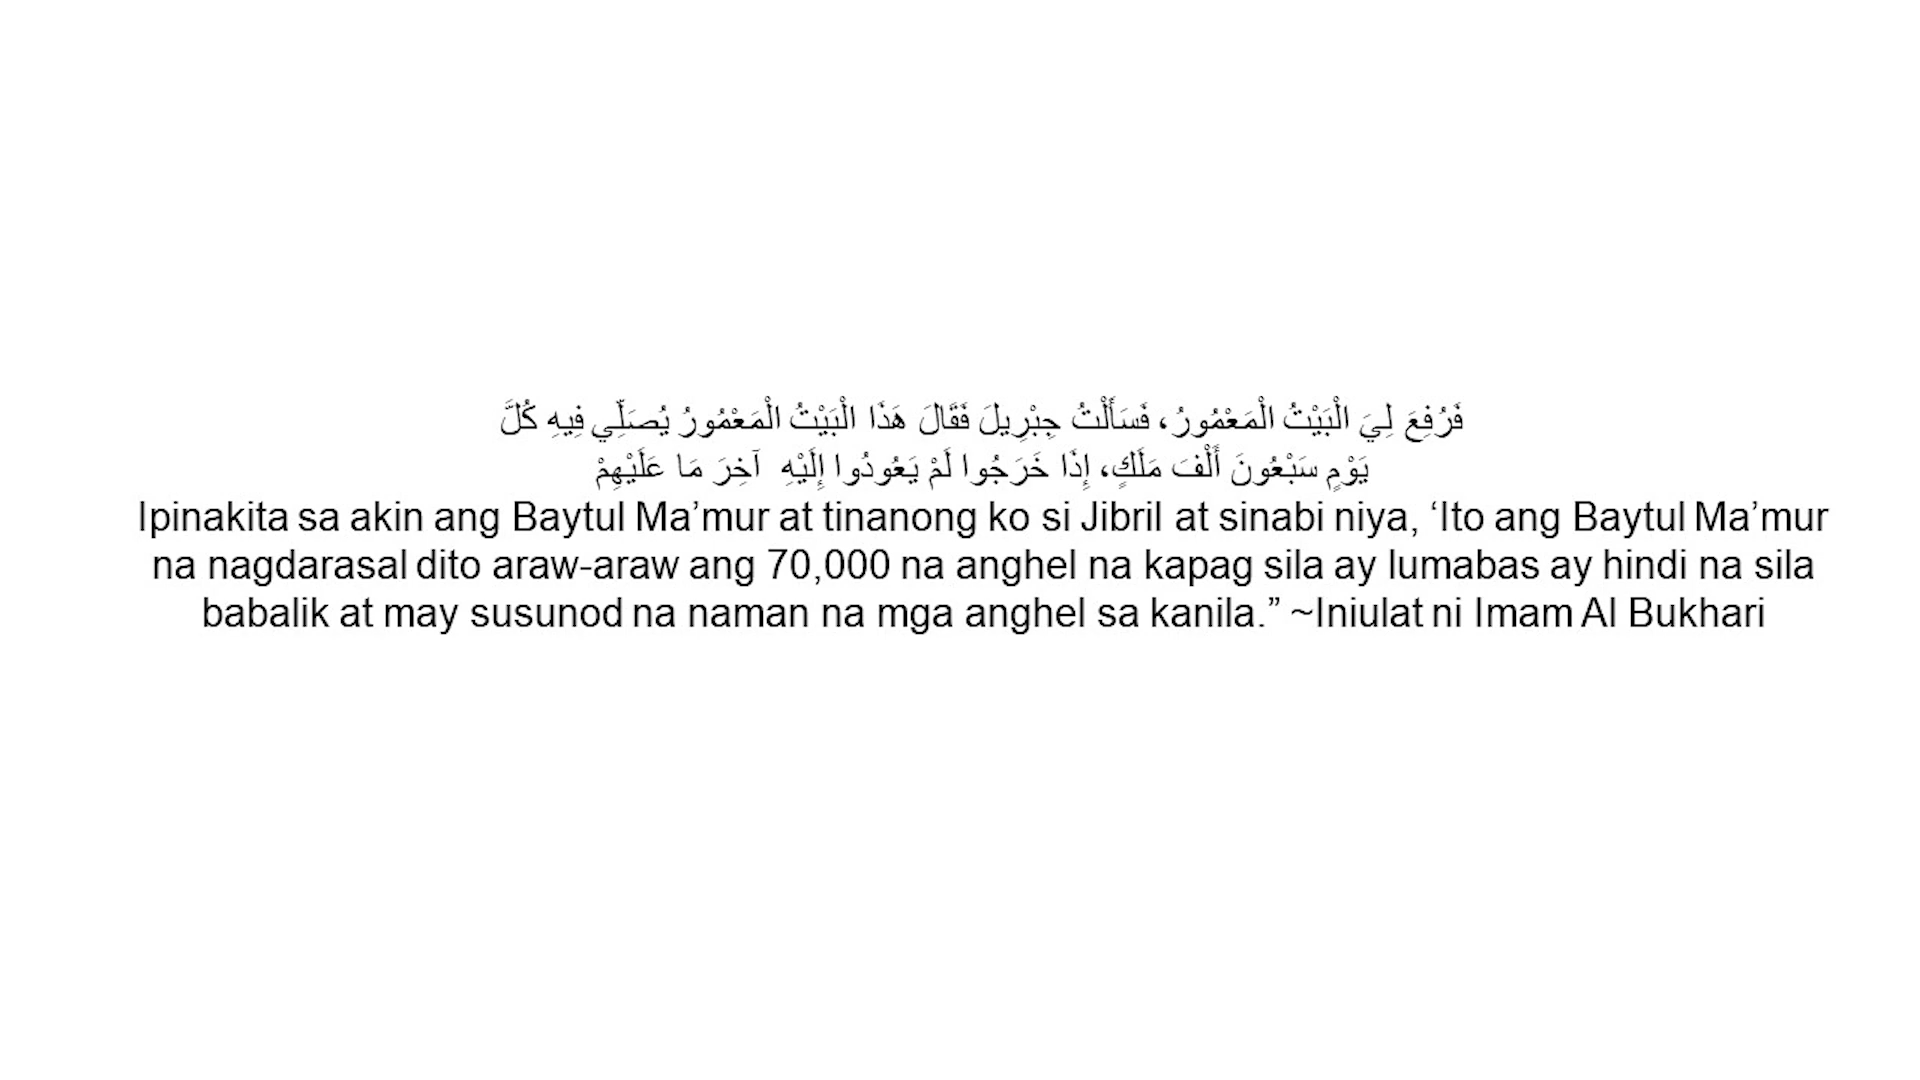 فَرُفِعَ لِيَ الْبَيْتُ الْمَعْمُورُ، فَسَأَلْتُ جِبْرِيلَ فَقَالَ هَذَا الْبَيْتُ الْمَعْمُورُ يُصَلِّي فِيهِ كُلَّ
يَوْمٍ سَبْعُونَ أَلْفَ مَلَكٍ، إِذَا خَرَجُوا لَمْ يَعُودُوا إِلَيْهِ آخِرَ مَا عَلَيْهِمْ
Ipinakita sa akin ang Baytul Ma’mur at tinanong ko si Jibril at sinabi niya, ‘Ito ang Baytul Ma’mur
na nagdarasal dito araw-araw ang 70,000 na anghel na kapag sila ay lumabas ay hindi na sila
babalik at may susunod na naman na mga anghel sa kanila.” ~Iniulat ni Imam Al Bukhari